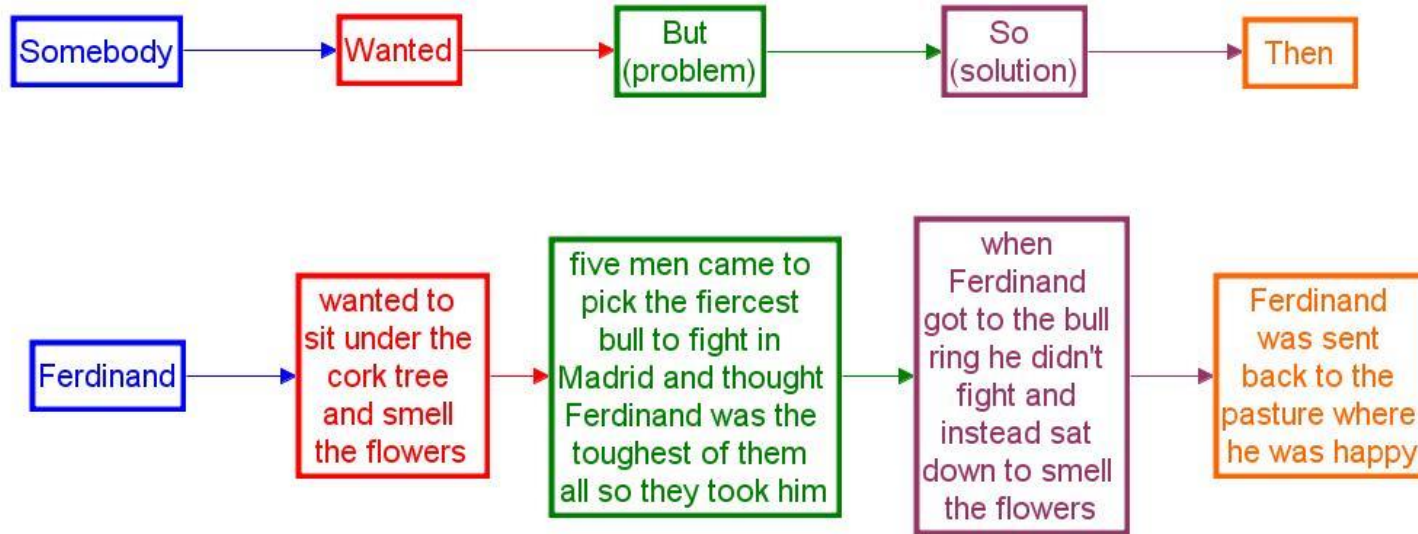 Somebody
Wanted
But
(problem)
So
(solution)
Then
Ferdinand
wanted to
sit under the
cork tree
and smell
the flowers
five men came to
pick the fiercest
bull to fight in
Madrid and thought
Ferdinand was the
toughest of them
all so they took him
when
Ferdinand
got to the bull
ring he didn't
fight and
instead sat
down to smell
the flowers
Ferdinand
was sent
back to the
pasture where
he was happy